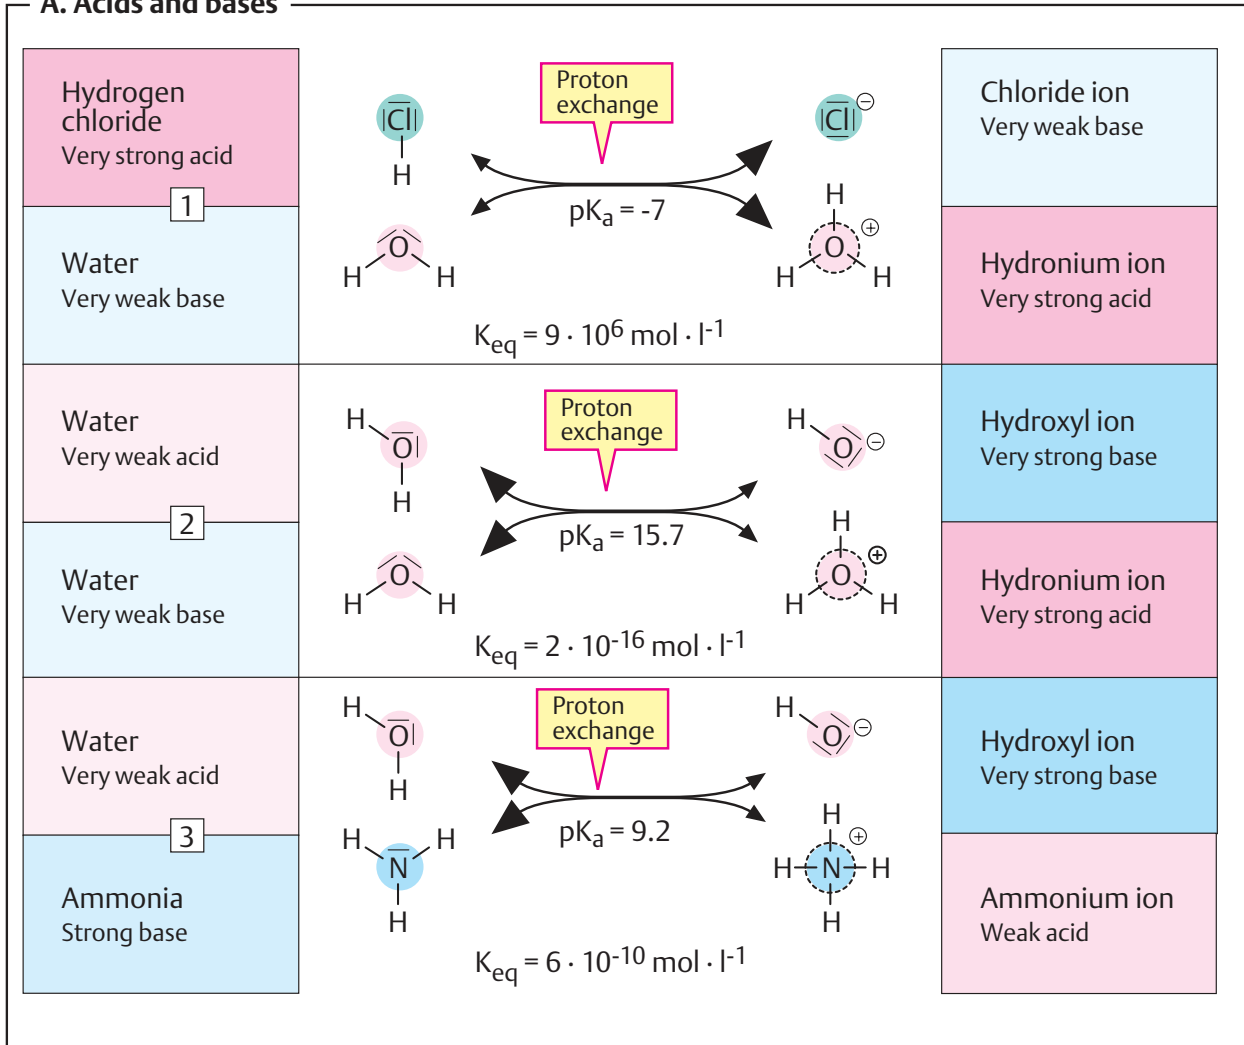 A. Acids and bases
Hydrogen
chloride
Very strong acid
1
Water
Very weak base
|Cl|
H
O
H H
Proton
exchange
pKa = -7
Keq = 9 · 10⁶ mol · l⁻¹
|Cl| ⊖
H
O ⊕
H H
Chloride ion
Very weak base
Hydronium ion
Very strong acid
Water
Very weak acid
2
Water
Very weak base
H
O|
H
O
H H
Proton
exchange
pKa = 15.7
Keq = 2 · 10⁻¹⁶ mol · l⁻¹
H
O ⊖
H
O ⊕
H H
Hydroxyl ion
Very strong base
Hydronium ion
Very strong acid
Water
Very weak acid
3
Ammonia
Strong base
H
O|
H
H H
N
H
Proton
exchange
pKa = 9.2
Keq = 6 · 10⁻¹⁰ mol · l⁻¹
H
O ⊖
H
H N H ⊕
H
Hydroxyl ion
Very strong base
Ammonium ion
Weak acid